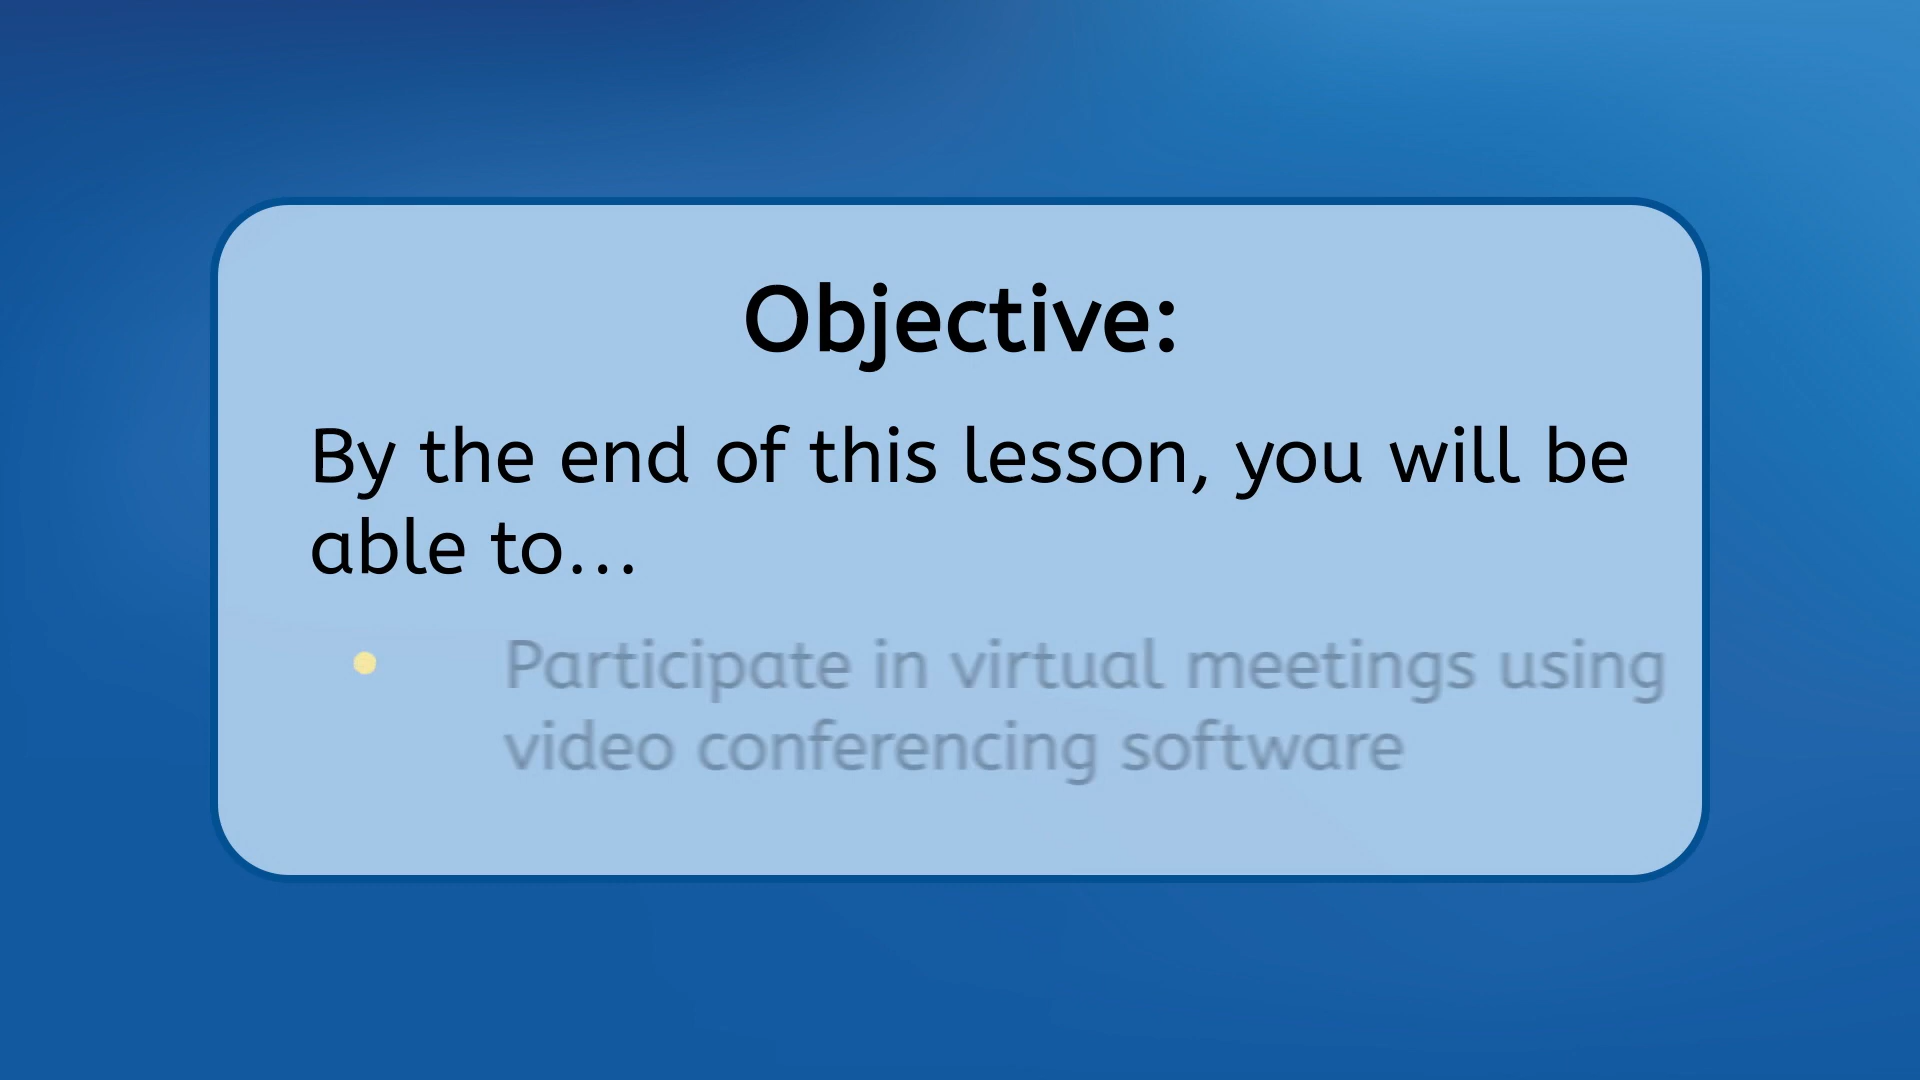 Objective:
By the end of this lesson, you will be
able to...
• Participate in virtual meetings using
video conferencing software